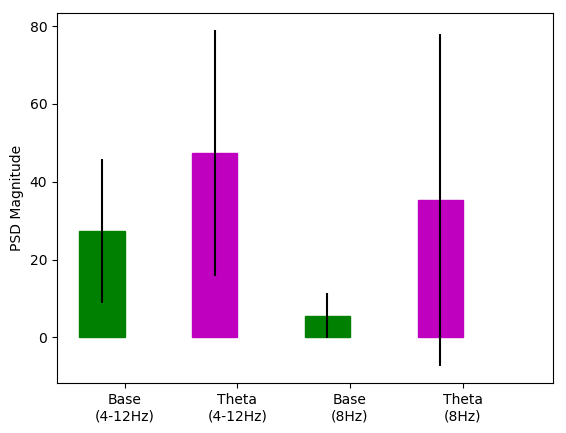 80
60
40
20
0
PSD Magnitude
Base Theta Base Theta
(4-12Hz) (4-12Hz) (8Hz) (8Hz)